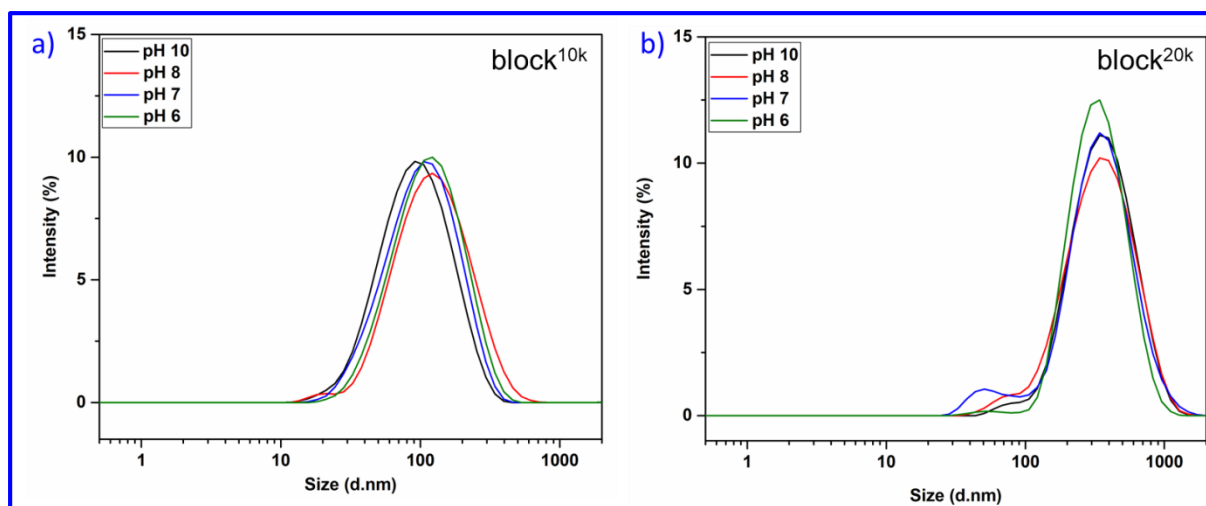 a)
block10k
pH 10
pH 8
pH 7
pH 6
15
10
5
0
Intensity (%)
1
10
100
1000
Size (d.nm)
b)
block20k
pH 10
pH 8
pH 7
pH 6
15
10
5
0
Intensity (%)
1
10
100
1000
Size (d.nm)